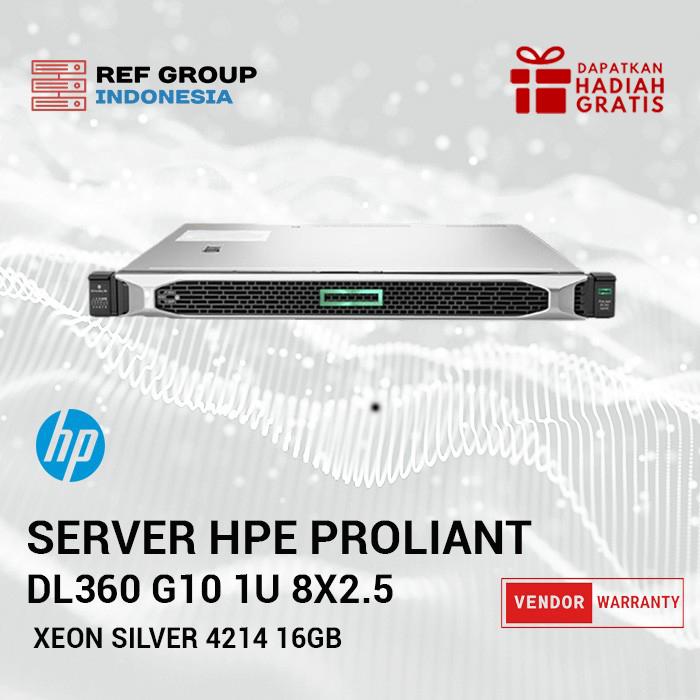 REF GROUP
INDONESIA
DAPATKAN
HADIAH
GRATIS
hp
SERVER HPE PROLIANT
DL360 G10 1U 8X2.5
XEON SILVER 4214 16GB
VENDOR WARRANTY